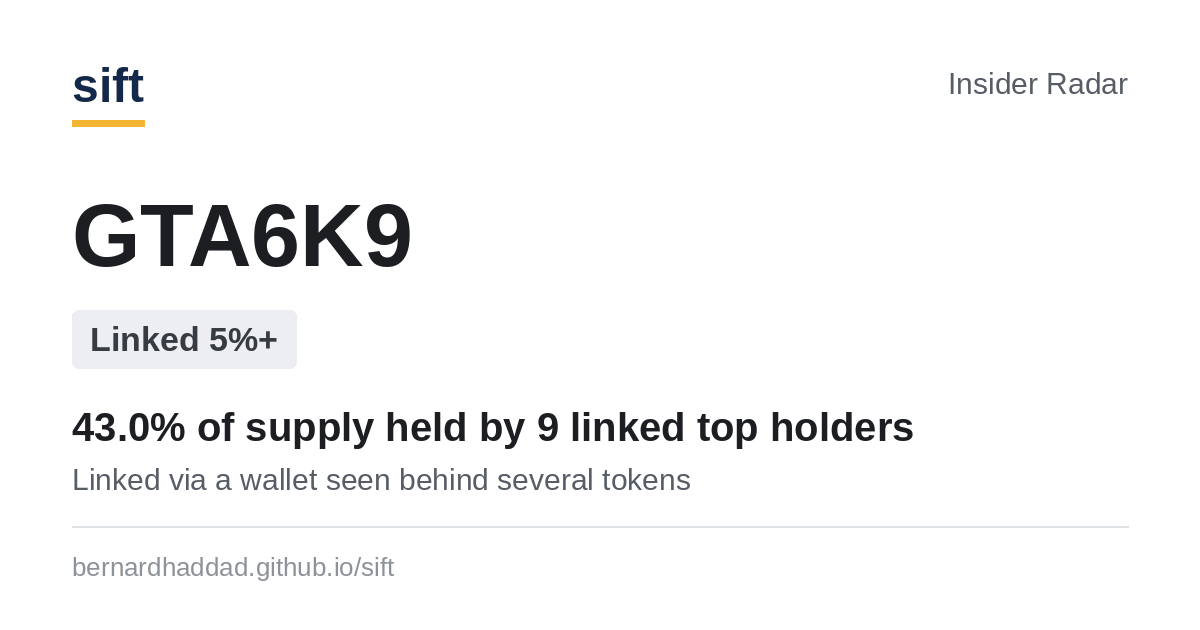 sift
Insider Radar
GTA6K9
Linked 5%+
43.0% of supply held by 9 linked top holders
Linked via a wallet seen behind several tokens
bernardhaddad.github.io/sift